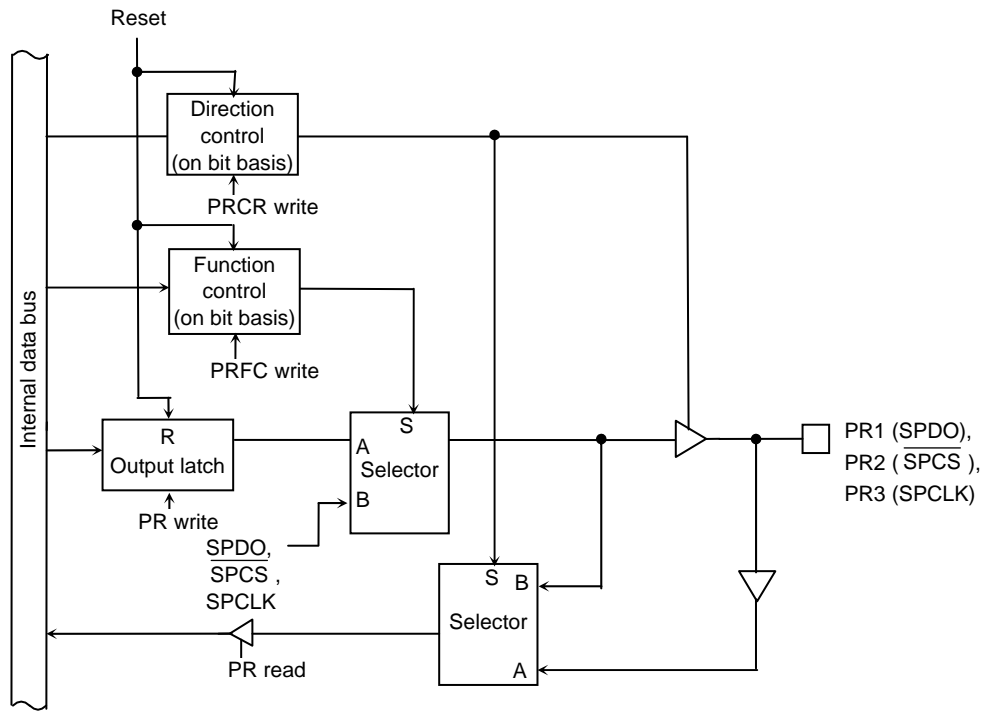 Reset
Direction
control
(on bit basis)
PRCR write
Function
control
(on bit basis)
PRFC write
Internal data bus
R
Output latch
PR write
S
A
Selector
B
SPDO,
SPCS ,
SPCLK
PR1 (SPDO),
PR2 ( SPCS ),
PR3 (SPCLK)
S
B
Selector
A
PR read